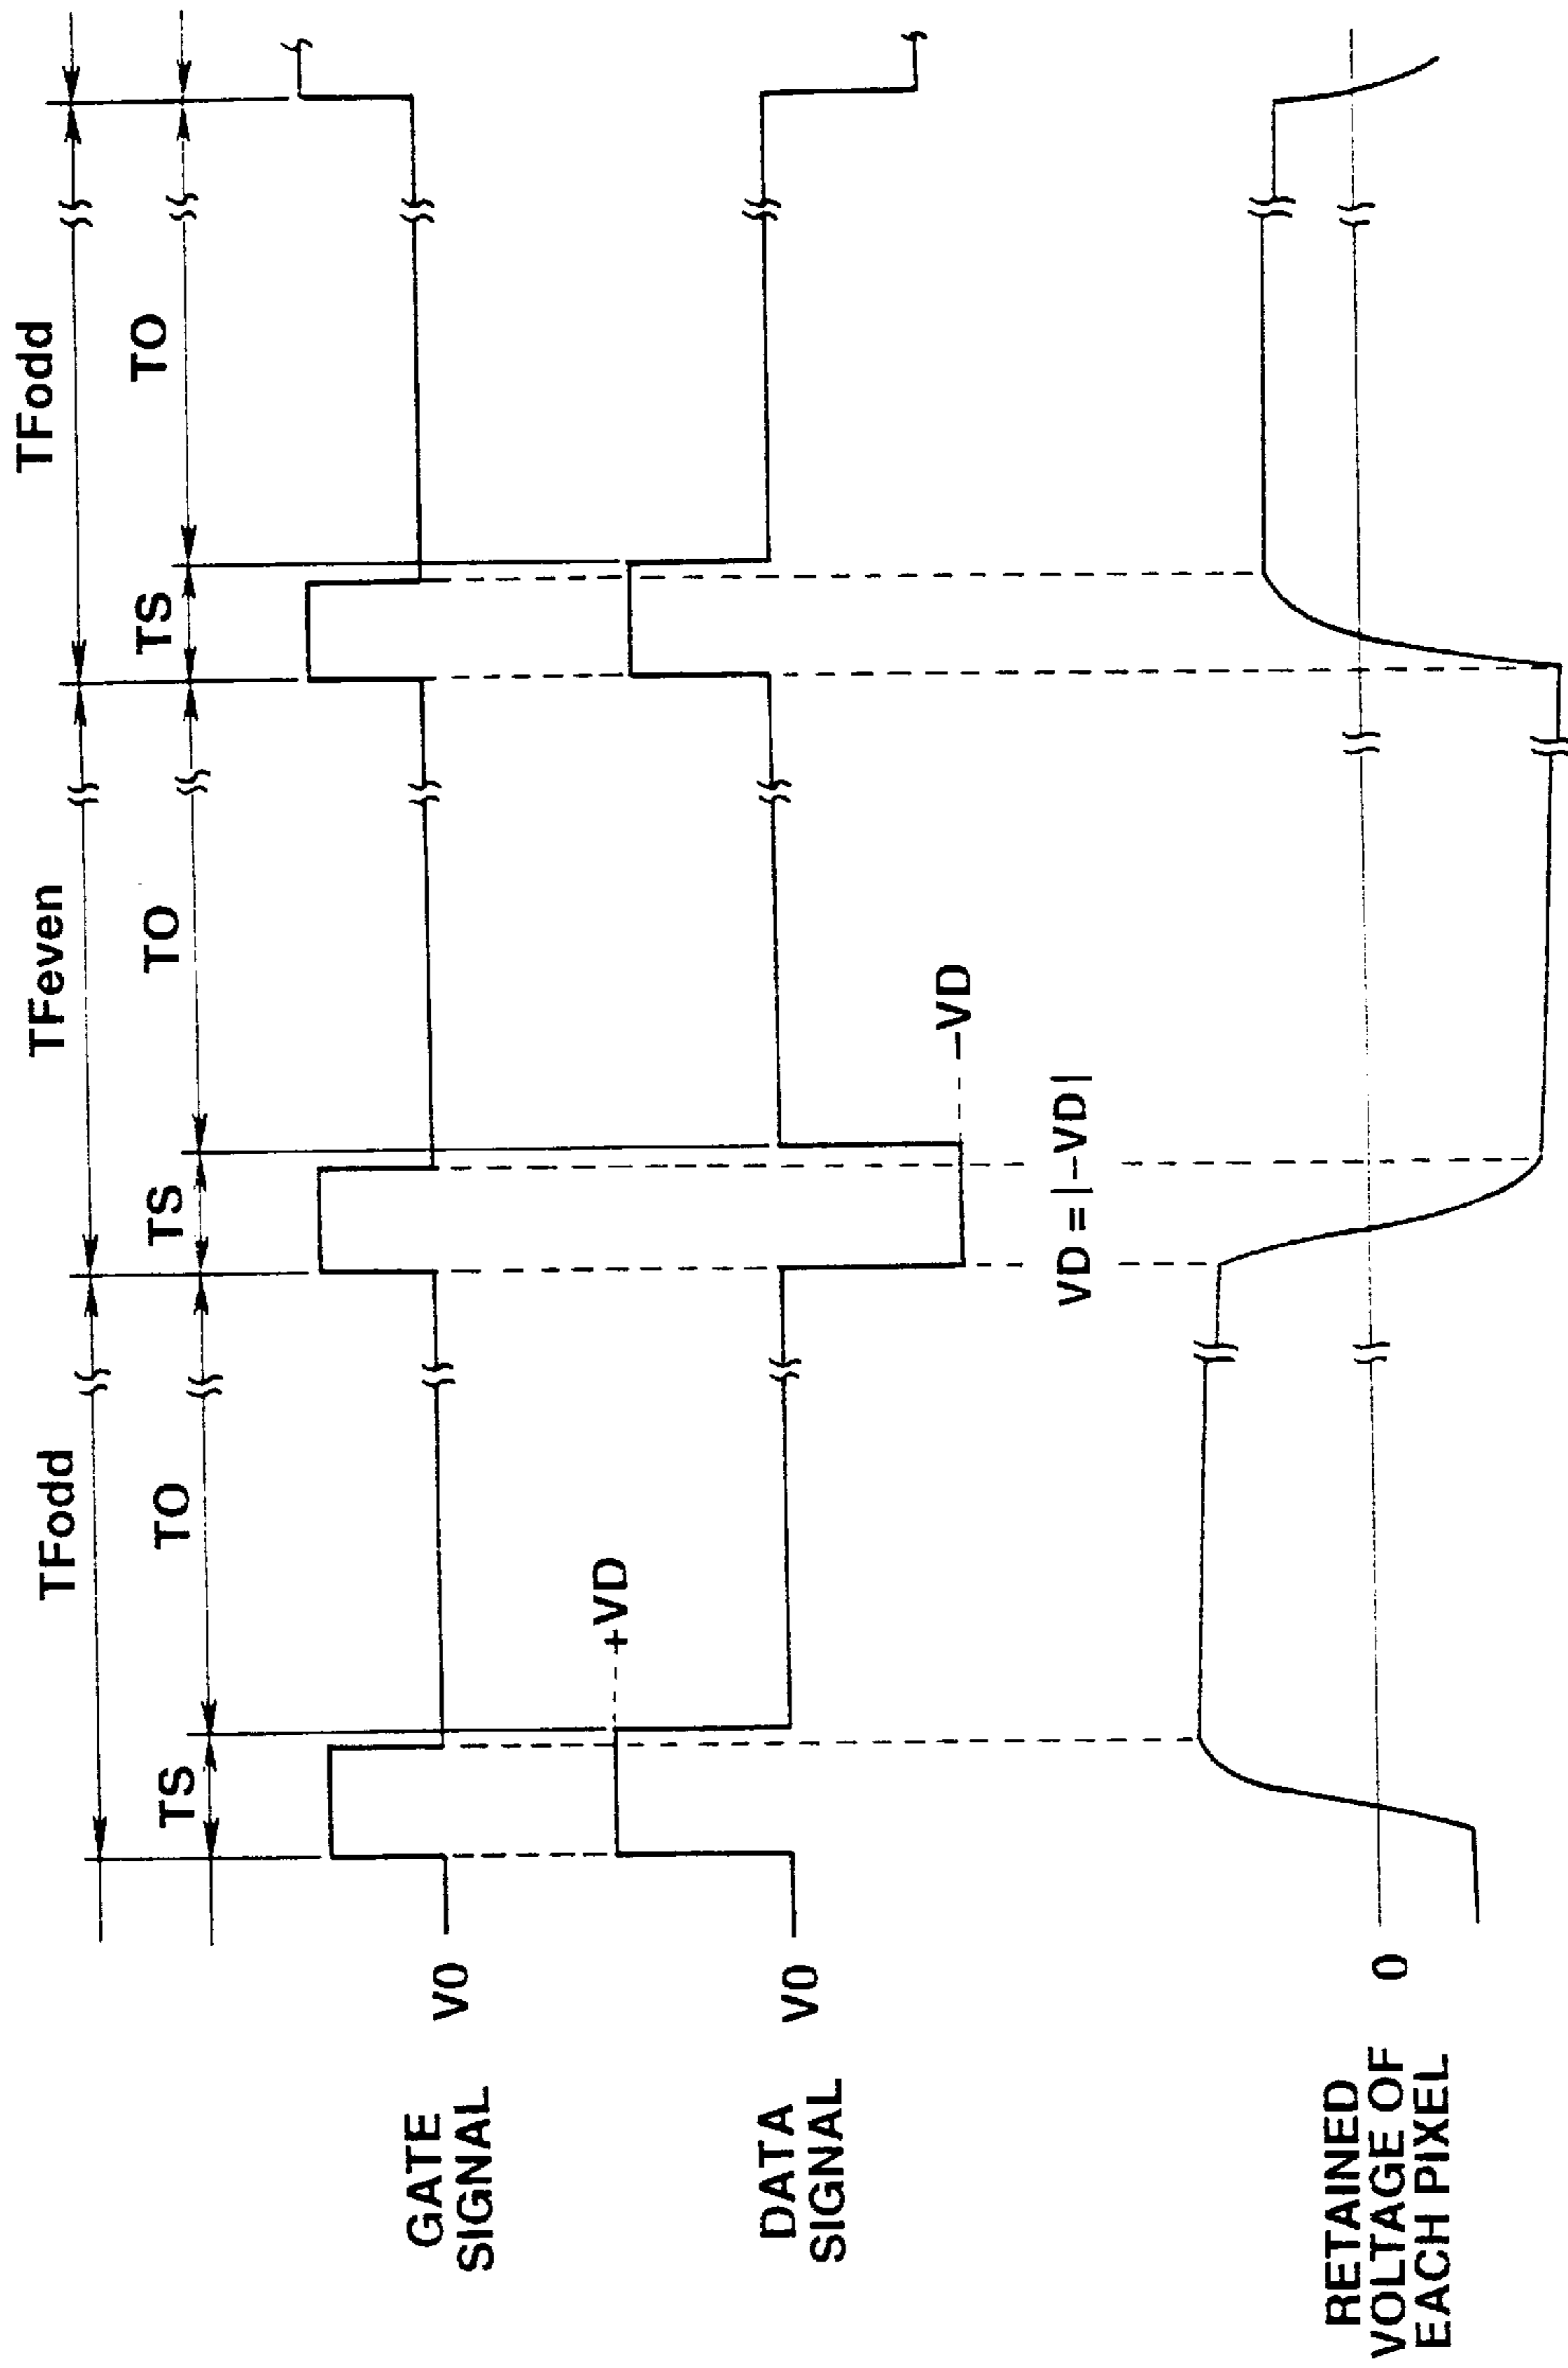 TFodd
TFeven
TFodd
TS
TO
TS
TO
TS
TO
GATE
SIGNAL
V0
+VD
DATA
SIGNAL
V0
-VD
VD = |-VD|
RETAINED
VOLTAGE OF
EACH PIXEL
0